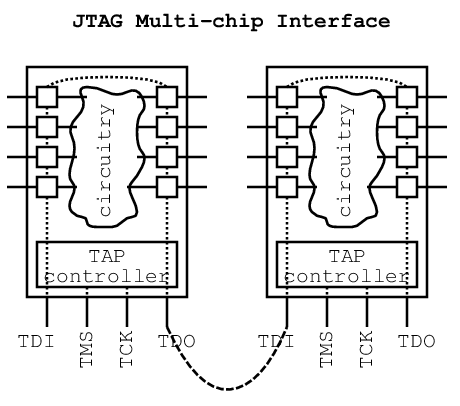 JTAG Multi-chip Interface
circuitry
circuitry
TAP
controller
TAP
controller
TDI
TMS
TCK
TDO
TDI
TMS
TCK
TDO